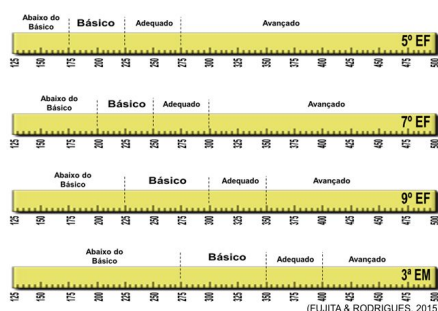 Abaixo do
Básico
Básico
Adequado
Avançado
5º EF
125 150 175 200 225 250 275 300 325 350 375 400 425 450 475 500
Abaixo do
Básico
Básico
Adequado
Avançado
7º EF
125 150 175 200 225 250 275 300 325 350 375 400 425 450 475 500
Abaixo do
Básico
Básico
Adequado
Avançado
9º EF
125 150 175 200 225 250 275 300 325 350 375 400 425 450 475 500
Abaixo do
Básico
Básico
Adequado
Avançado
3ª EM
125 150 175 200 225 250 275 300 325 350 375 400 425 450 475 500
(FUJITA & RODRIGUES, 2015